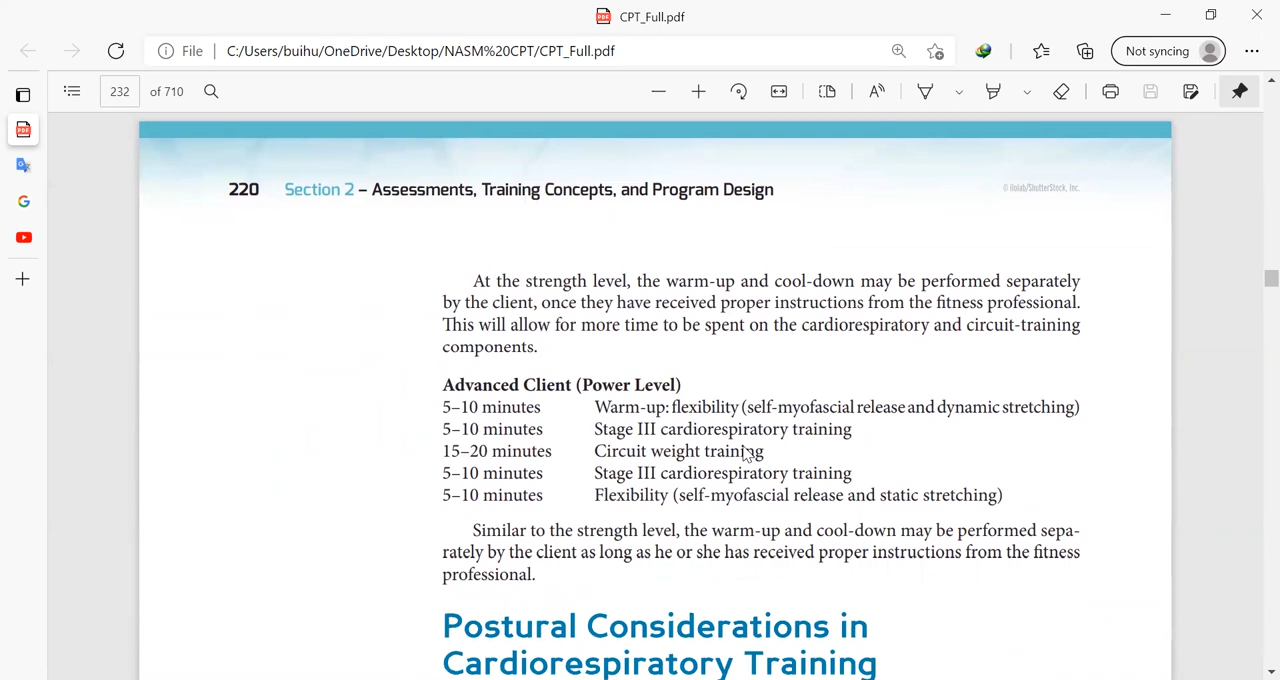 CPT_Full.pdf
File
C:/Users/buihu/OneDrive/Desktop/NASM%20CPT/CPT_Full.pdf
Not syncing
232 of 710
220 Section 2 – Assessments, Training Concepts, and Program Design
© Rolab/ShutterStock, Inc.
At the strength level, the warm-up and cool-down may be performed separately
by the client, once they have received proper instructions from the fitness professional.
This will allow for more time to be spent on the cardiorespiratory and circuit-training
components.
Advanced Client (Power Level)
5–10 minutes Warm-up: flexibility (self-myofascial release and dynamic stretching)
5–10 minutes Stage III cardiorespiratory training
15–20 minutes Circuit weight training
5–10 minutes Stage III cardiorespiratory training
5–10 minutes Flexibility (self-myofascial release and static stretching)
Similar to the strength level, the warm-up and cool-down may be performed sepa-
rately by the client as long as he or she has received proper instructions from the fitness
professional.
Postural Considerations in
Cardiorespiratory Training